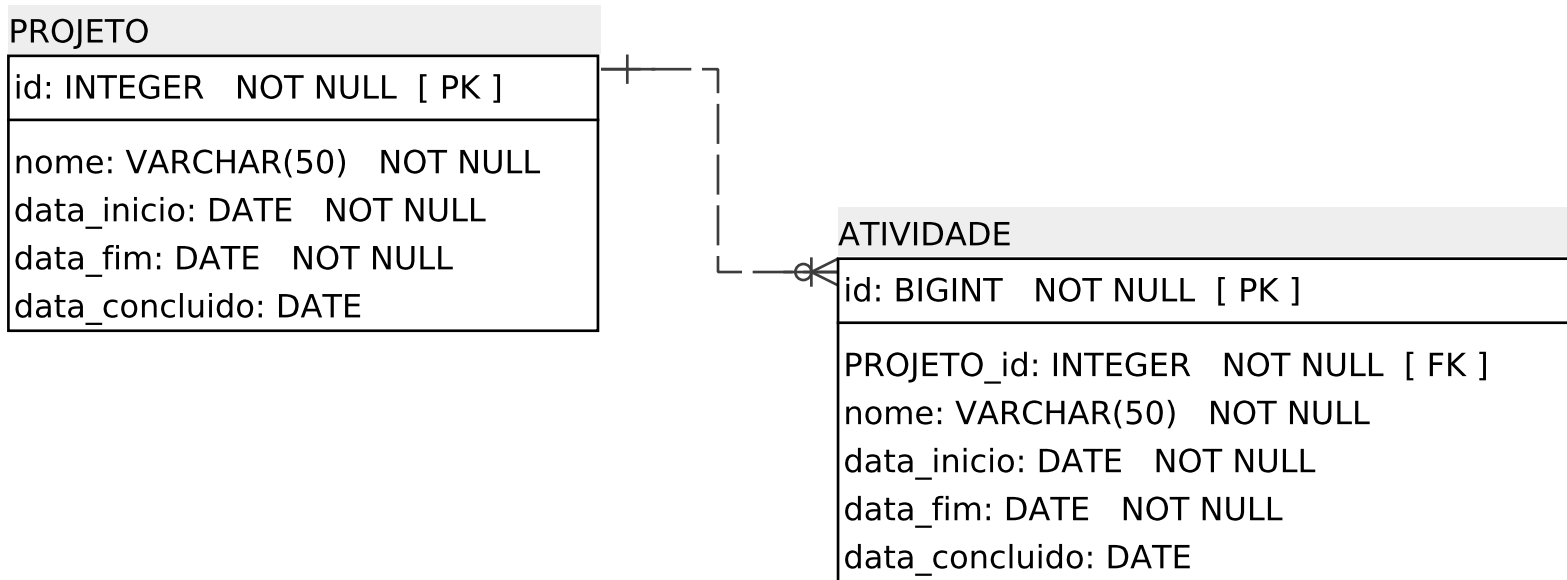 PROJETO
id: INTEGER NOT NULL [ PK ]
nome: VARCHAR(50) NOT NULL
data_inicio: DATE NOT NULL
data_fim: DATE NOT NULL
data_concluido: DATE
ATIVIDADE
id: BIGINT NOT NULL [ PK ]
PROJETO_id: INTEGER NOT NULL [ FK ]
nome: VARCHAR(50) NOT NULL
data_inicio: DATE NOT NULL
data_fim: DATE NOT NULL
data_concluido: DATE